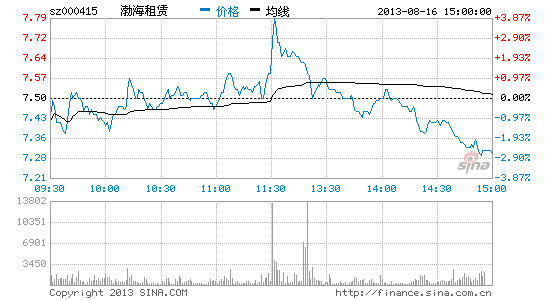 sz000415 渤海租赁 价格 均线 2013-08-16 15:00:00
7.79 3.87%
7.72 2.90%
7.64 1.93%
7.57 0.97%
7.50 0.00%
7.43 -0.97%
7.36 -1.93%
7.28 -2.90%
7.21 -3.87%
sina
新浪财经
09:30 10:00 10:30 11:00 11:30 13:30 14:00 14:30 15:00
13802
10351
6901
3450
Copyright 2013 SINA.COM http://finance.sina.com.cn